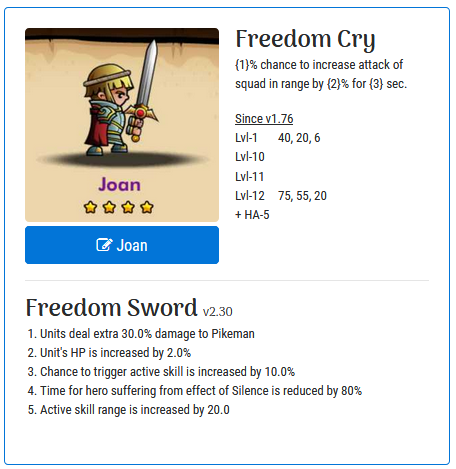 Freedom Cry
{1}% chance to increase attack of
squad in range by {2}% for {3} sec.
Since v1.76
Lvl-1 40, 20, 6
Lvl-10
Lvl-11
Lvl-12 75, 55, 20
+ HA-5
Joan
Joan
Freedom Sword v2.30
1. Units deal extra 30.0% damage to Pikeman
2. Unit's HP is increased by 2.0%
3. Chance to trigger active skill is increased by 10.0%
4. Time for hero suffering from effect of Silence is reduced by 80%
5. Active skill range is increased by 20.0